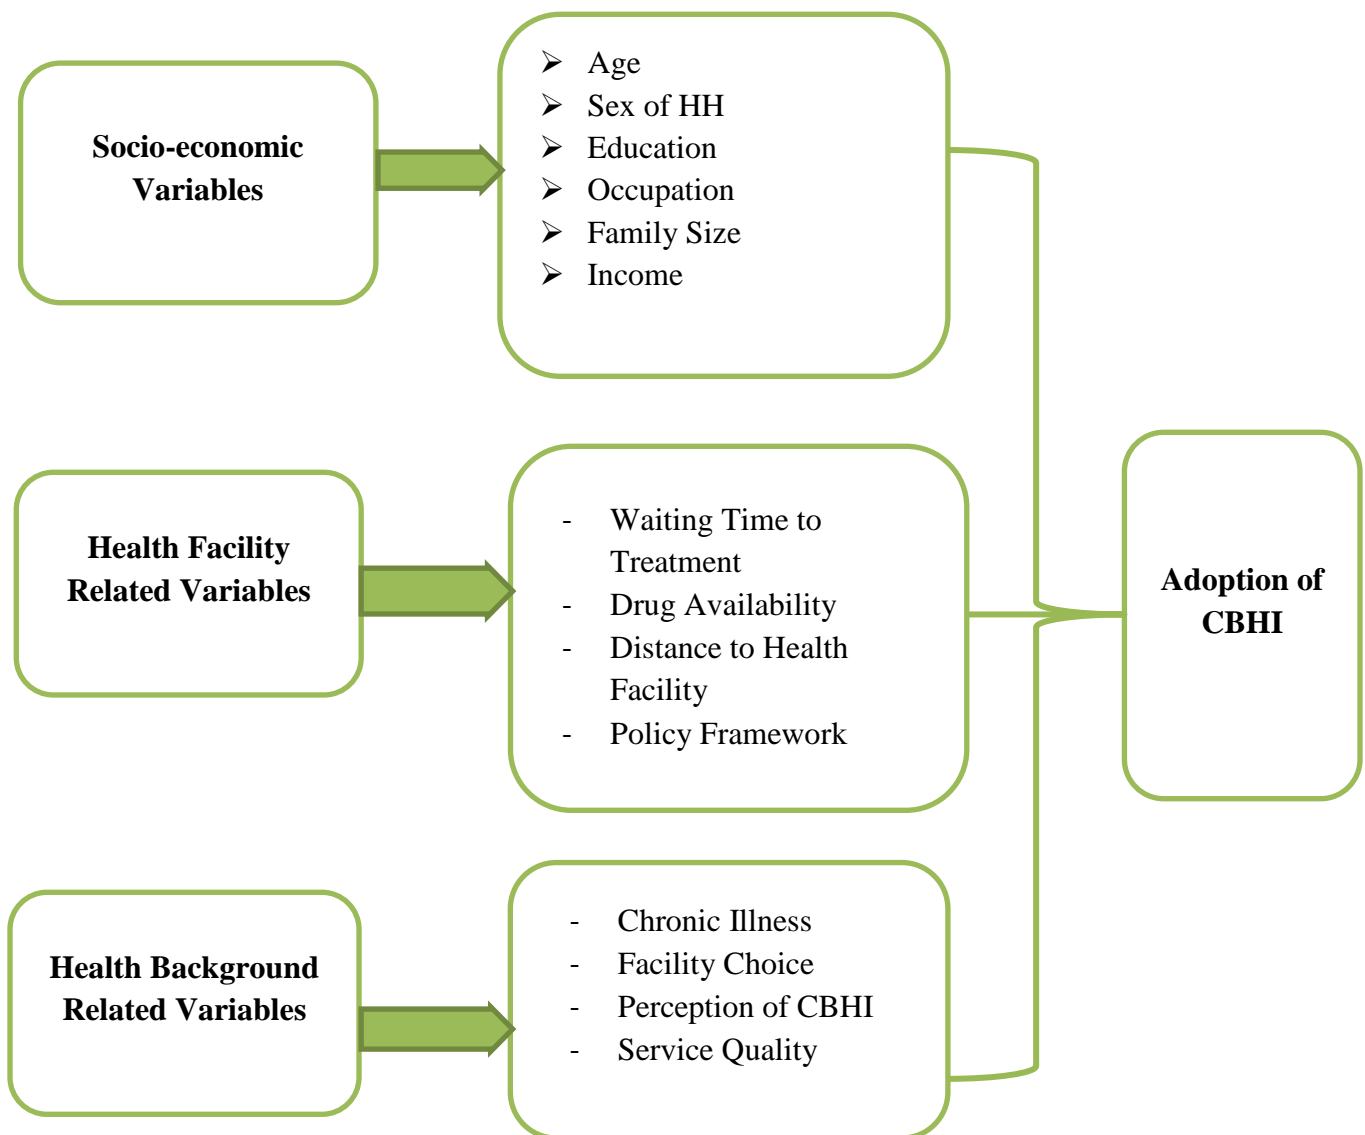 Socio-economic
Variables
➢ Age
➢ Sex of HH
➢ Education
➢ Occupation
➢ Family Size
➢ Income
Health Facility
Related Variables
- Waiting Time to
Treatment
- Drug Availability
- Distance to Health
Facility
- Policy Framework
Adoption of
CBHI
Health Background
Related Variables
- Chronic Illness
- Facility Choice
- Perception of CBHI
- Service Quality